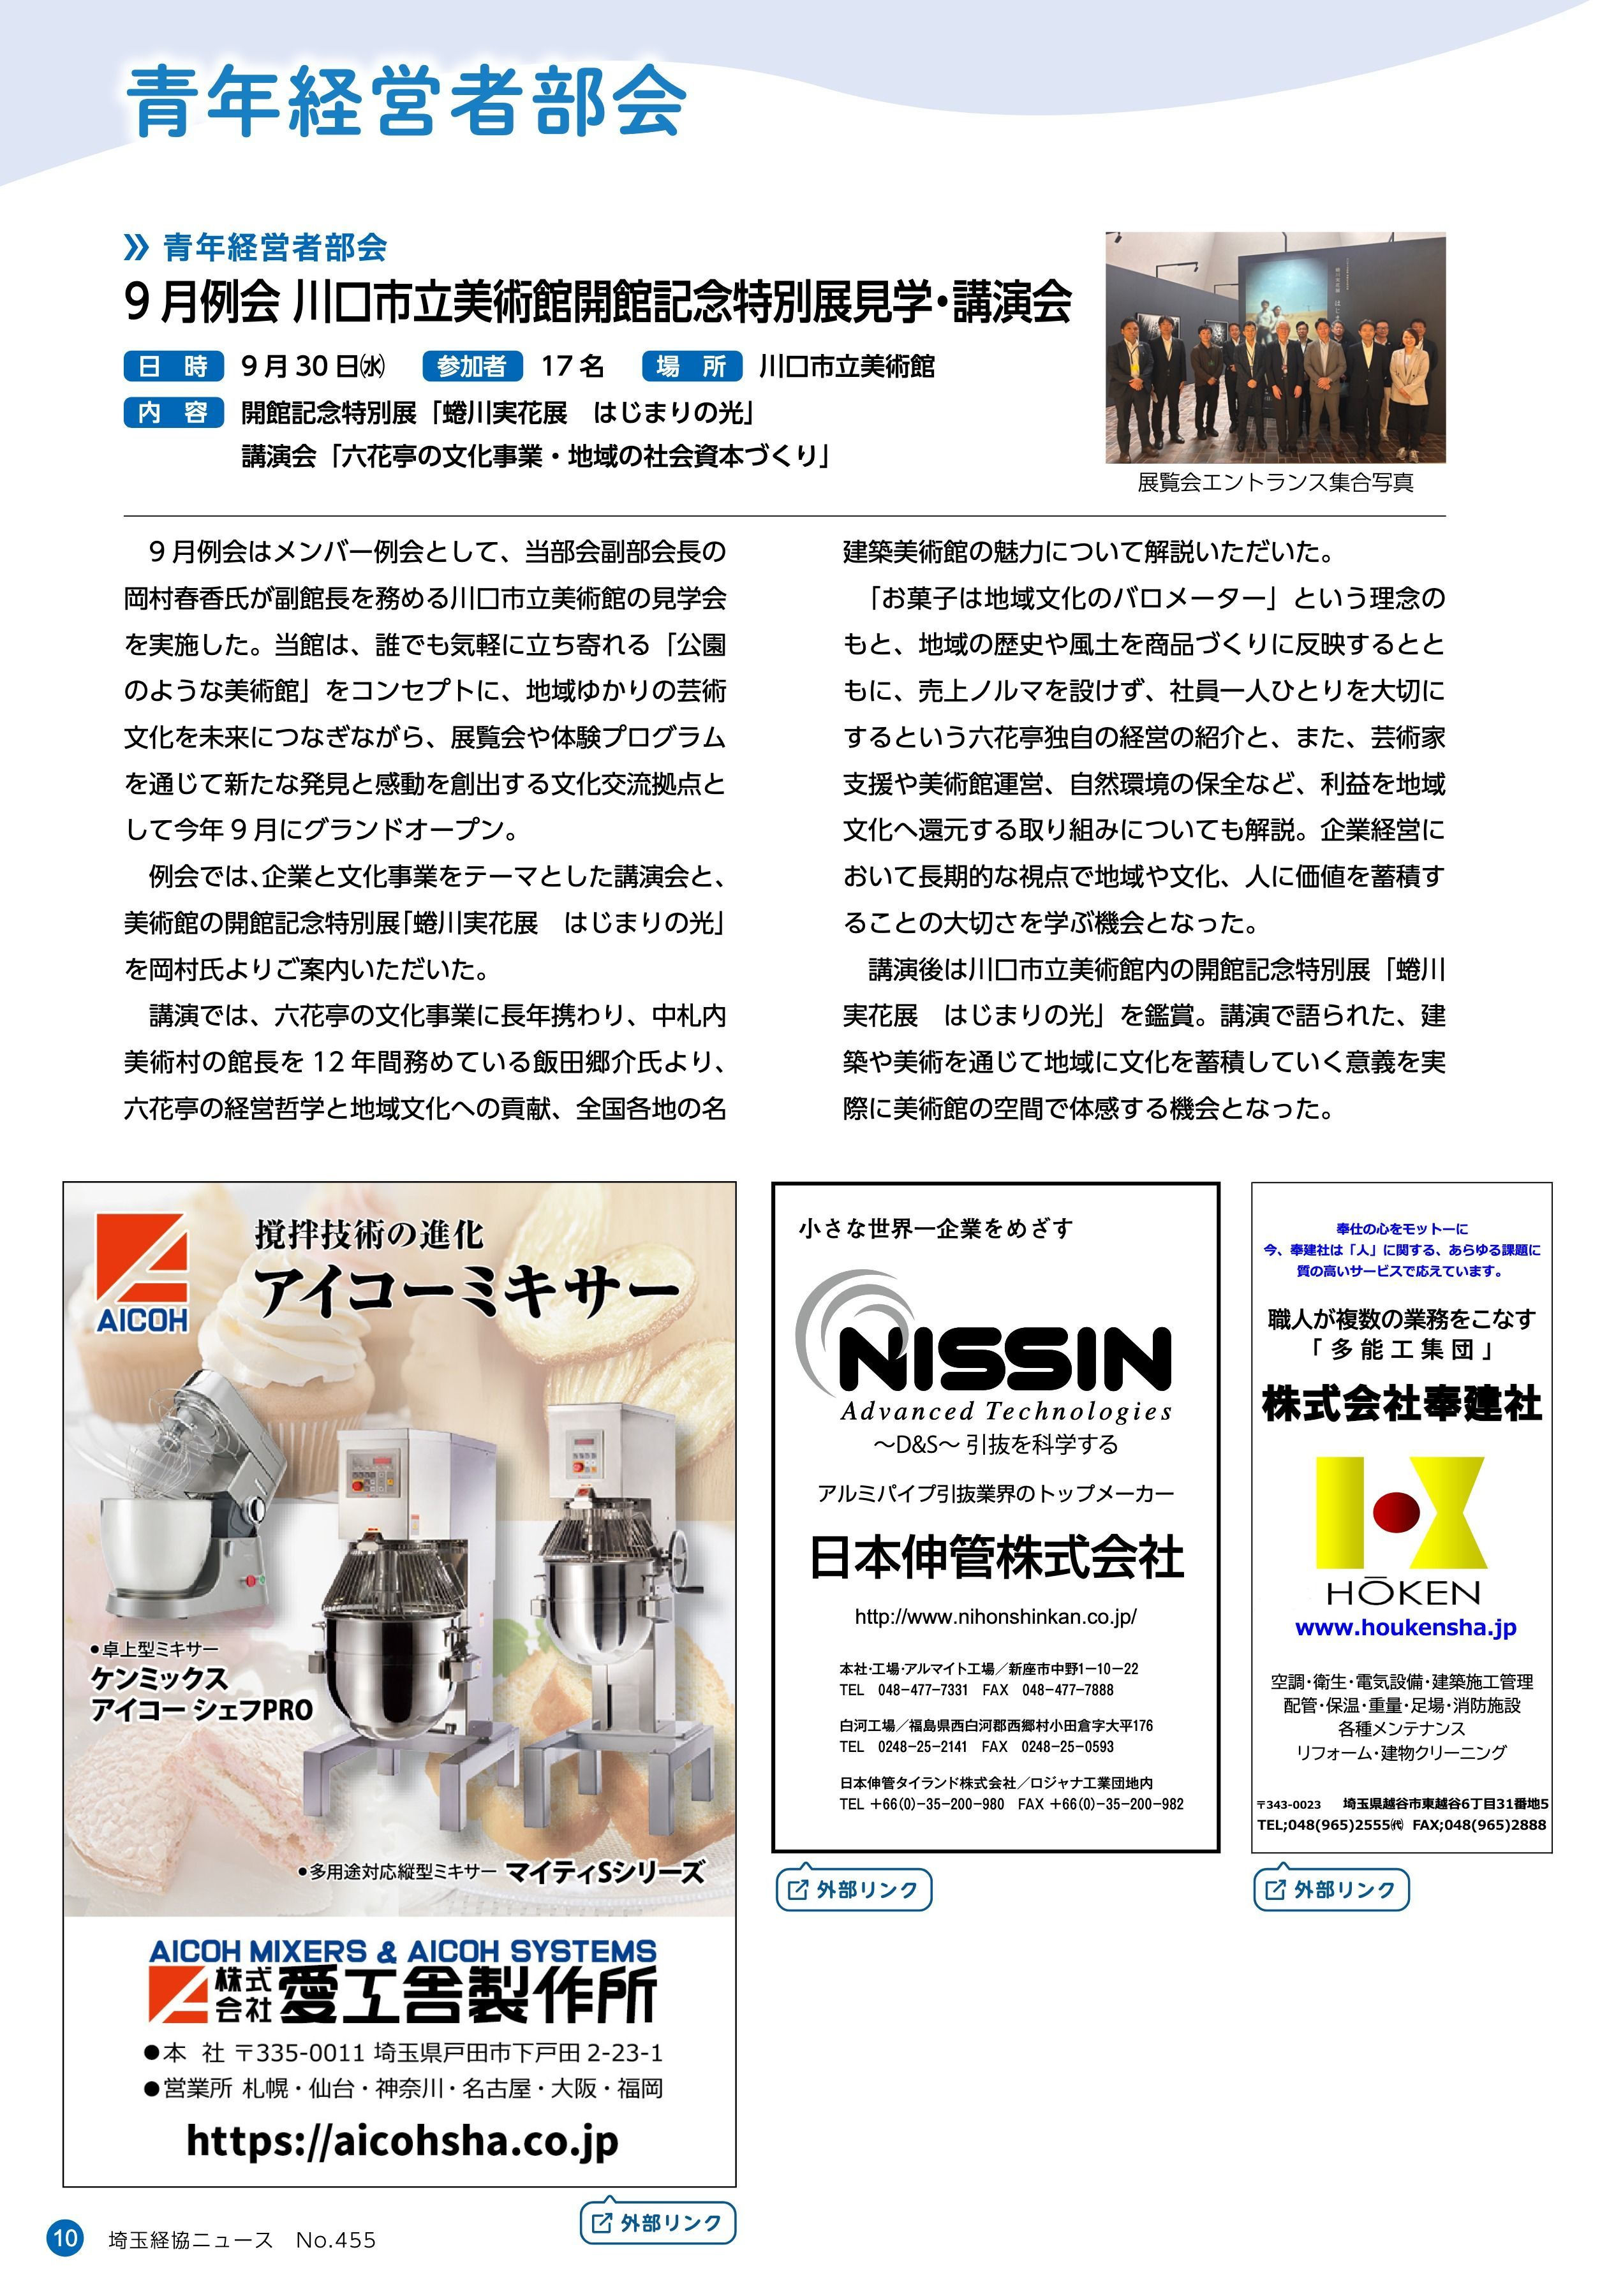 青年経営者部会
青年経営者部会
9月例会 川口市立美術館開館記念特別展見学・講演会
日 時 9月30日㈬ 参加者 17名 場 所 川口市立美術館
内 容 開館記念特別展「蜷川実花展　はじまりの光」
講演会「六花亭の文化事業・地域の社会資本づくり」
展覧会エントランス集合写真
9月例会はメンバー例会として、当部会副部会長の
岡村春香氏が副館長を務める川口市立美術館の見学会
を実施した。当館は、誰でも気軽に立ち寄れる「公園
のような美術館」をコンセプトに、地域ゆかりの芸術
文化を未来につなぎながら、展覧会や体験プログラム
を通じて新たな発見と感動を創出する文化交流拠点と
して今年9月にグランドオープン。
例会では、企業と文化事業をテーマとした講演会と、
美術館の開館記念特別展「蜷川実花展　はじまりの光」
を岡村氏よりご案内いただいた。
講演では、六花亭の文化事業に長年携わり、中札内
美術村の館長を12年間務めている飯田郷介氏より、
六花亭の経営哲学と地域文化への貢献、全国各地の名
建築美術館の魅力について解説いただいた。
「お菓子は地域文化のバロメーター」という理念の
もと、地域の歴史や風土を商品づくりに反映するとと
もに、売上ノルマを設けず、社員一人ひとりを大切に
するという六花亭独自の経営の紹介と、また、芸術家
支援や美術館運営、自然環境の保全など、利益を地域
文化へ還元する取り組みについても解説。企業経営に
おいて長期的な視点で地域や文化、人に価値を蓄積す
ることの大切さを学ぶ機会となった。
講演後は川口市立美術館内の開館記念特別展「蜷川
実花展　はじまりの光」を鑑賞。講演で語られた、建
築や美術を通じて地域に文化を蓄積していく意義を実
際に美術館の空間で体感する機会となった。
AICOH
撹拌技術の進化
アイコーミキサー
●卓上型ミキサー
ケンミックス
アイコー シェフPRO
●多用途対応縦型ミキサー マイティSシリーズ
AICOH MIXERS & AICOH SYSTEMS
株式会社 愛工舎製作所
●本　社 〒335-0011 埼玉県戸田市下戸田 2-23-1
●営業所 札幌・仙台・神奈川・名古屋・大阪・福岡
https://aicohsha.co.jp
外部リンク
小さな世界一企業をめざす
NISSIN
Advanced Technologies
～D&S～ 引抜を科学する
アルミパイプ引抜業界のトップメーカー
日本伸管株式会社
http://www.nihonshinkan.co.jp/
本社・工場・アルマイト工場／新座市中野1－10－22
TEL　048－477－7331　FAX　048－477－7888
白河工場／福島県西白河郡西郷村小田倉字大平176
TEL　0248－25－2141　FAX　0248－25－0593
日本伸管タイランド株式会社／ロジャナ工業団地内
TEL ＋66(0)－35－200－980　FAX ＋66(0)－35－200－982
外部リンク
奉仕の心をモットーに
今、奉建社は「人」に関する、あらゆる課題に
質の高いサービスで応えています。
職人が複数の業務をこなす
「多能工集団」
株式会社奉建社
HŌKEN
www.houkensha.jp
空調・衛生・電気設備・建築施工管理
配管・保温・重量・足場・消防施設
各種メンテナンス
リフォーム・建物クリーニング
〒343-0023　埼玉県越谷市東越谷6丁目31番地5
TEL;048(965)2555㈹ FAX;048(965)2888
外部リンク
10 埼玉経協ニュース　No.455